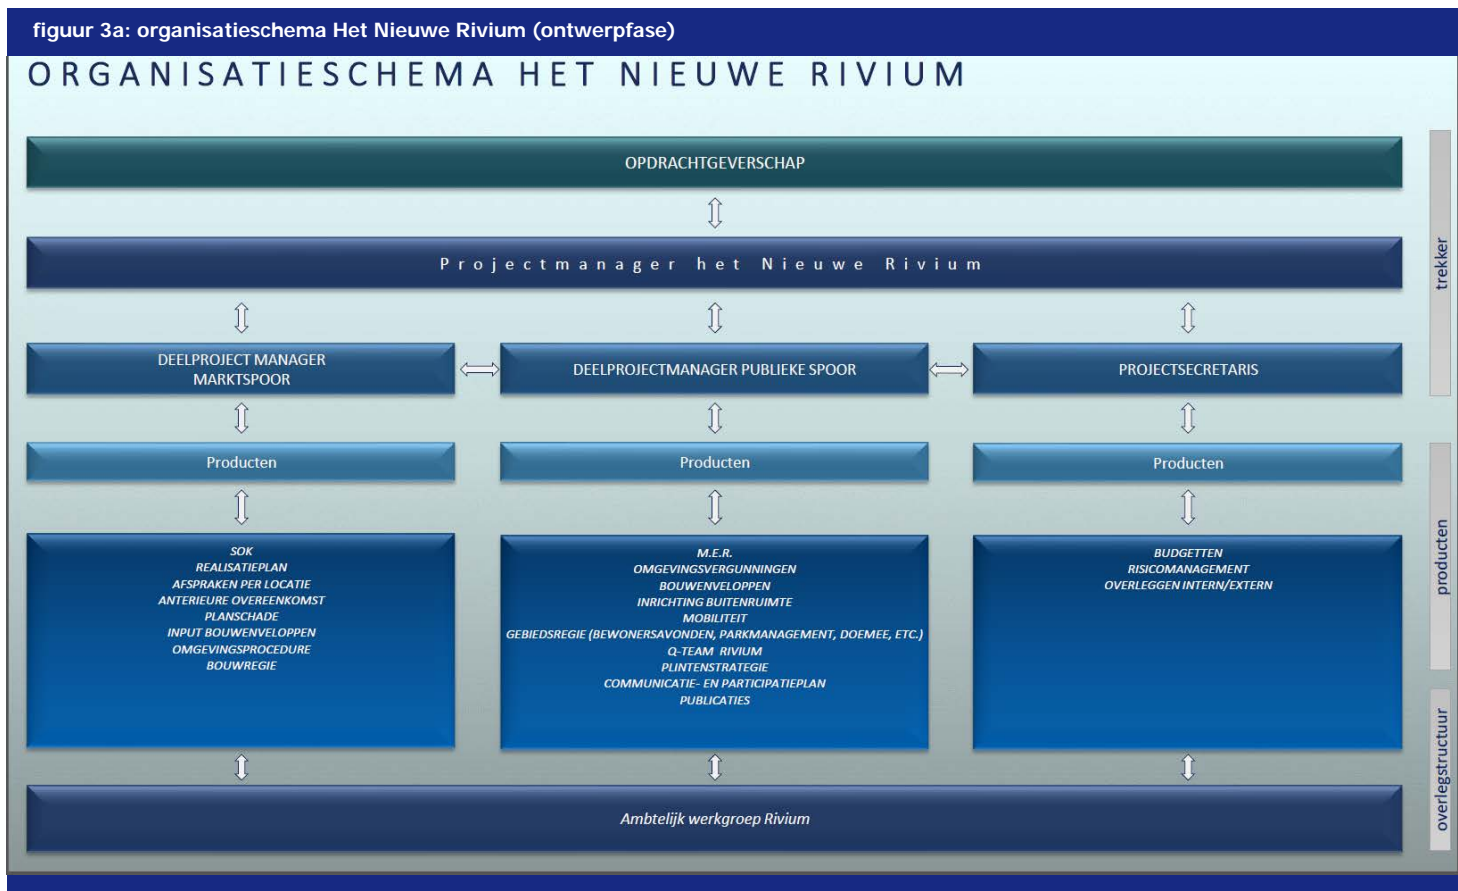 figuur 3a: organisatieschema Het Nieuwe Rivium (ontwerpfase)
ORGANISATIESCHEMA HET NIEUWE RIVIUM
OPDRACHTGEVERSCHAP
Projectmanager het Nieuwe Rivium
DEELPROJECT MANAGER
MARKTSPOOR
DEELPROJECTMANAGER PUBLIEKE SPOOR
PROJECTSECRETARIS
trekker
Producten
Producten
Producten
SOK
REALISATIEPLAN
AFSPRAKEN PER LOCATIE
ANTERIEURE OVEREENKOMST
PLANSCHADE
INPUT BOUWENVELOPPEN
OMGEVINGSPROCEDURE
BOUWREGIE
M.E.R.
OMGEVINGSVERGUNNINGEN
BOUWENVELOPPEN
INRICHTING BUITENRUIMTE
MOBILITEIT
GEBIEDSREGIE (BEWONERSAVONDEN, PARKMANAGEMENT, DOEMEE, ETC.)
Q-TEAM RIVIUM
PLINTENSTRATEGIE
COMMUNICATIE- EN PARTICIPATIEPLAN
PUBLICATIES
BUDGETTEN
RISICOMANAGEMENT
OVERLEGGEN INTERN/EXTERN
producten
Ambtelijk werkgroep Rivium
overlegstructuur